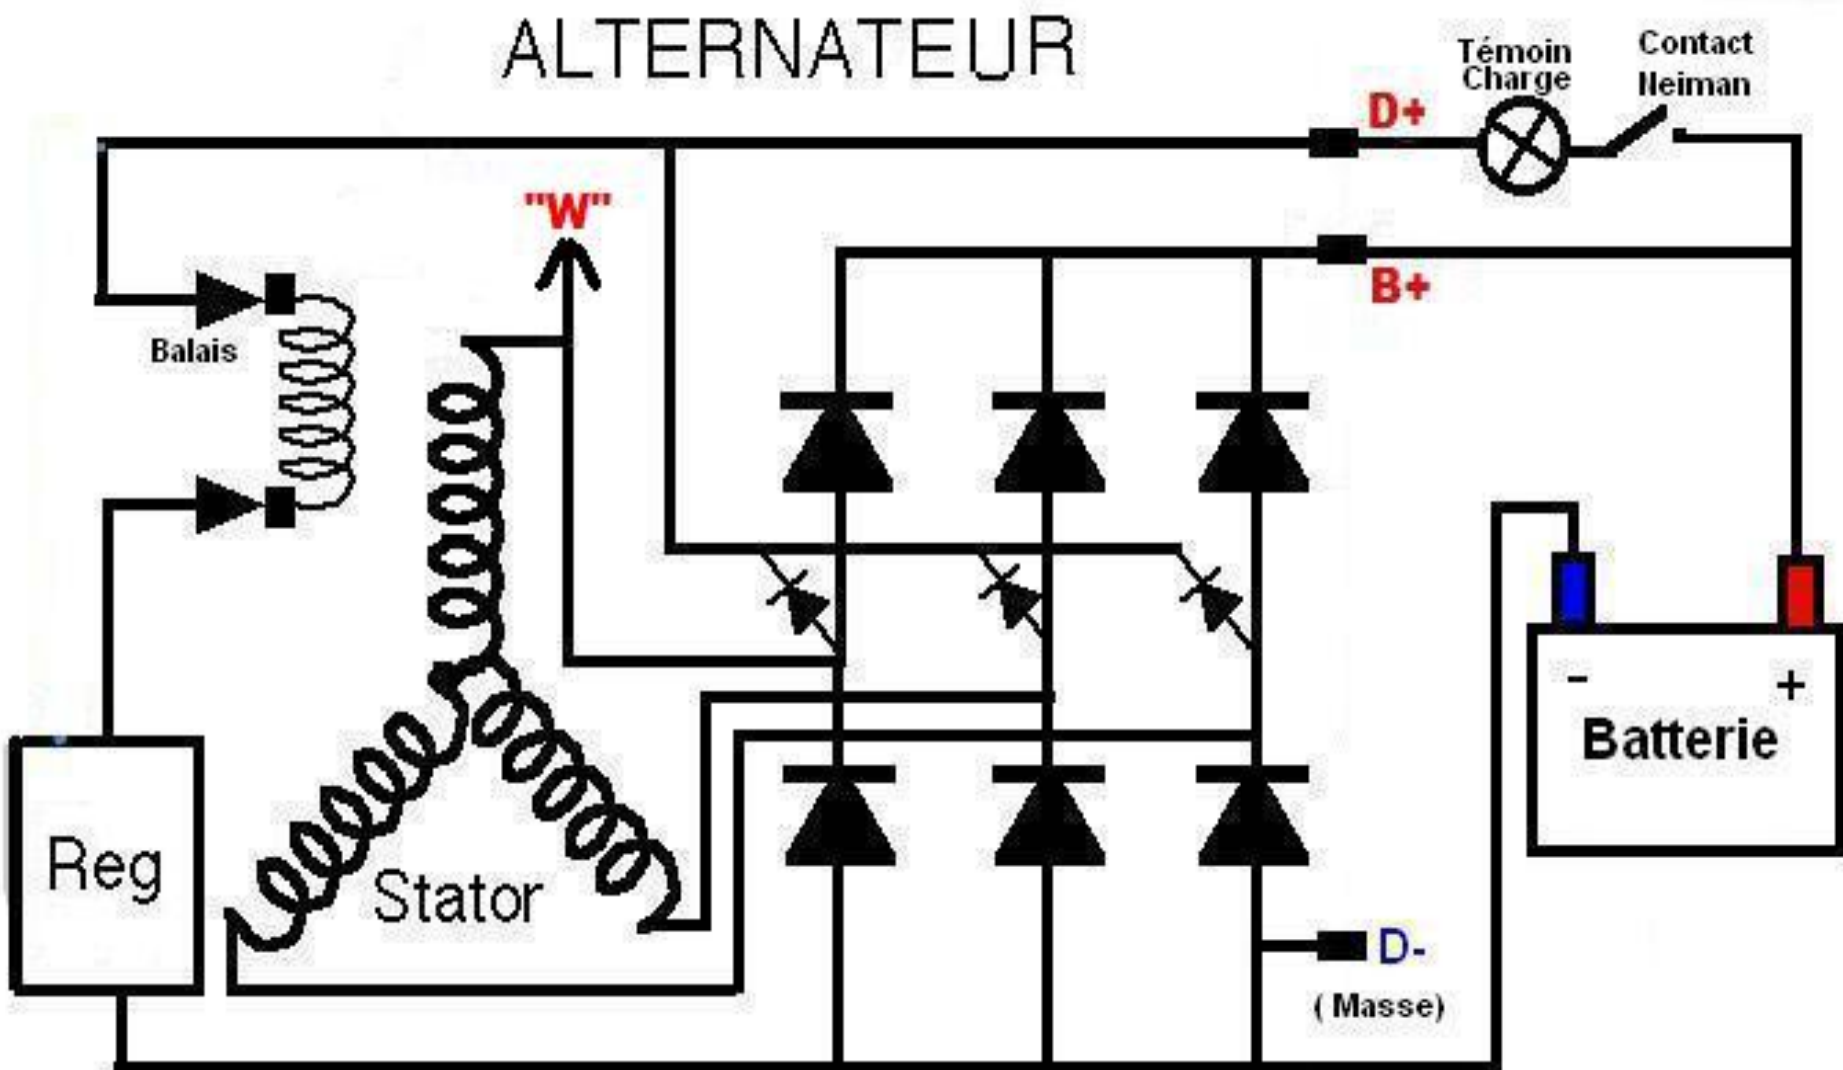 ALTERNATEUR
Témoin
Charge
Contact
Neiman
D+
"W"
B+
Balais
- +
Batterie
Reg
Stator
D-
( Masse)